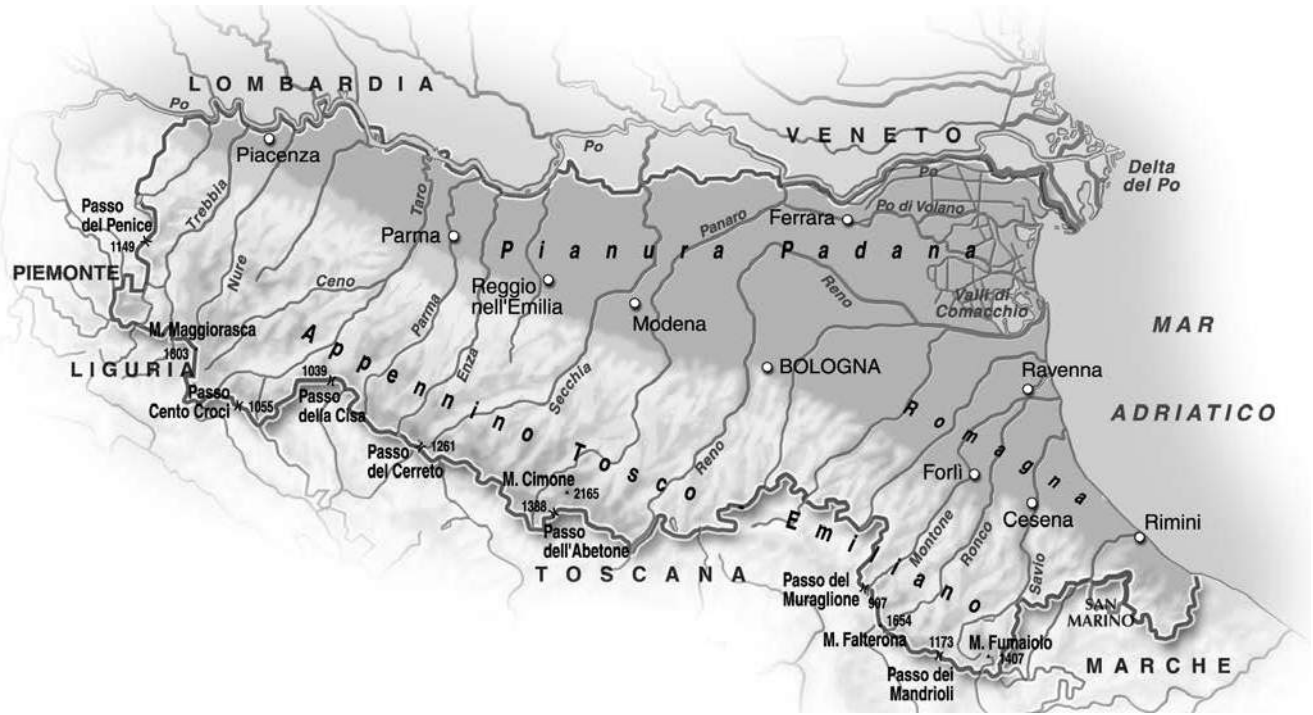 LOMBARDIA
Po
Piacenza
VENETO
Po
Delta
del Po
Po
Trebbia
Taro
Passo
del Penice
1149
Ferrara
Po di Volano
Panaro
Parma
Pianura Padana
PIEMONTE
Nure
Ceno
Reggio
nell'Emilia
Reno
Valli di
Comacchio
Modena
Parma
M. Maggiorasca
1803
MAR
LIGURIA
Appennino Tosco Emiliano
Enza
Secchia
BOLOGNA
1039
Passo
della Cisa
Passo
Cento Croci
1055
Ravenna
ADRIATICO
Romagna
Passo
del Cerreto
1261
Reno
M. Cimone
2165
1388
Passo
dell'Abetone
Forlì
Cesena
Rimini
Montone
Ronco
Savio
TOSCANA
Passo del
Muraglione
907
1654
M. Falterona
SAN
MARINO
1173
M. Fumaiolo
1407
Passo dei
Mandrioli
MARCHE